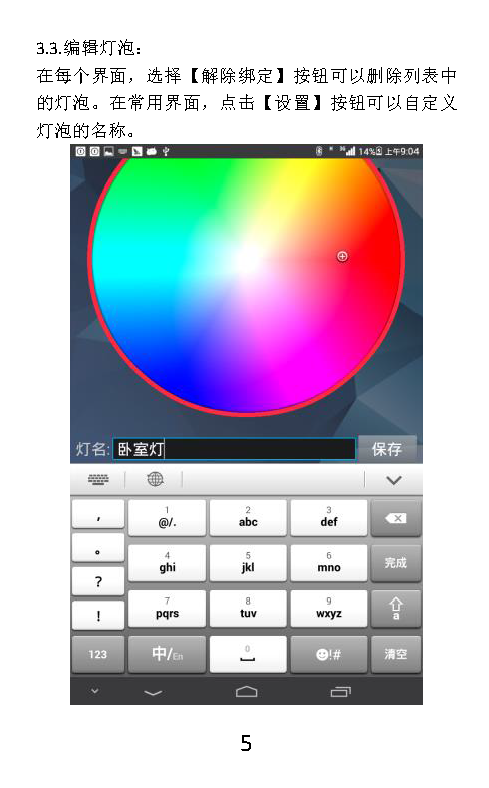 3.3.编辑灯泡：
在每个界面，选择【解除绑定】按钮可以删除列表中
的灯泡。在常用界面，点击【设置】按钮可以自定义
灯泡的名称。
3G 14% 上午9:04
灯名: 卧室灯 保存
,
。
?
!
1
@/.
2
abc
3
def
4
ghi
5
jkl
6
mno
完成
7
pqrs
8
tuv
9
wxyz
a
123
中/En
0
!#
清空
5